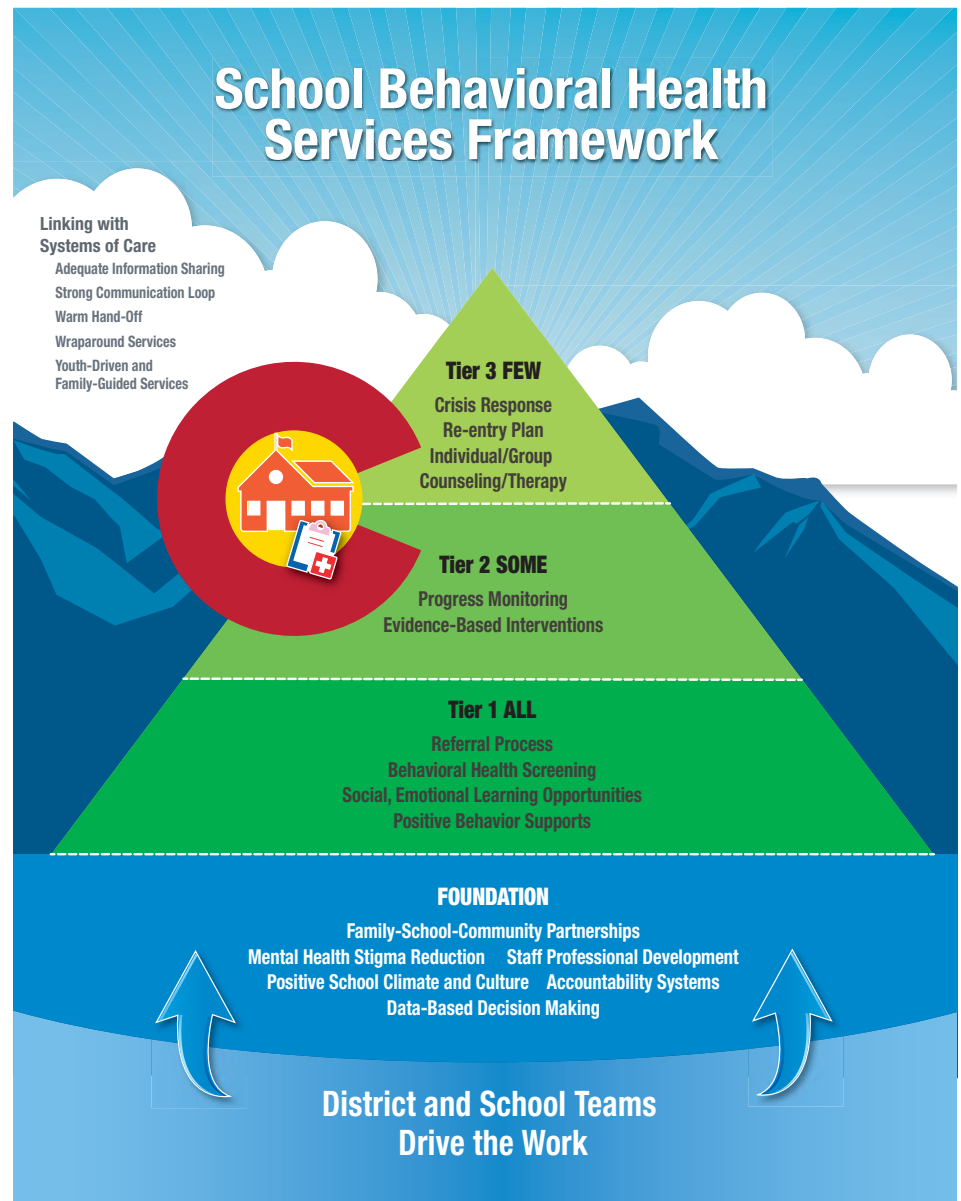 School Behavioral Health
Services Framework
Linking with
Systems of Care
Adequate Information Sharing
Strong Communication Loop
Warm Hand-Off
Wraparound Services
Youth-Driven and
Family-Guided Services
Tier 3 FEW
Crisis Response
Re-entry Plan
Individual/Group
Counseling/Therapy
Tier 2 SOME
Progress Monitoring
Evidence-Based Interventions
Tier 1 ALL
Referral Process
Behavioral Health Screening
Social, Emotional Learning Opportunities
Positive Behavior Supports
FOUNDATION
Family-School-Community Partnerships
Mental Health Stigma Reduction Staff Professional Development
Positive School Climate and Culture Accountability Systems
Data-Based Decision Making
District and School Teams
Drive the Work